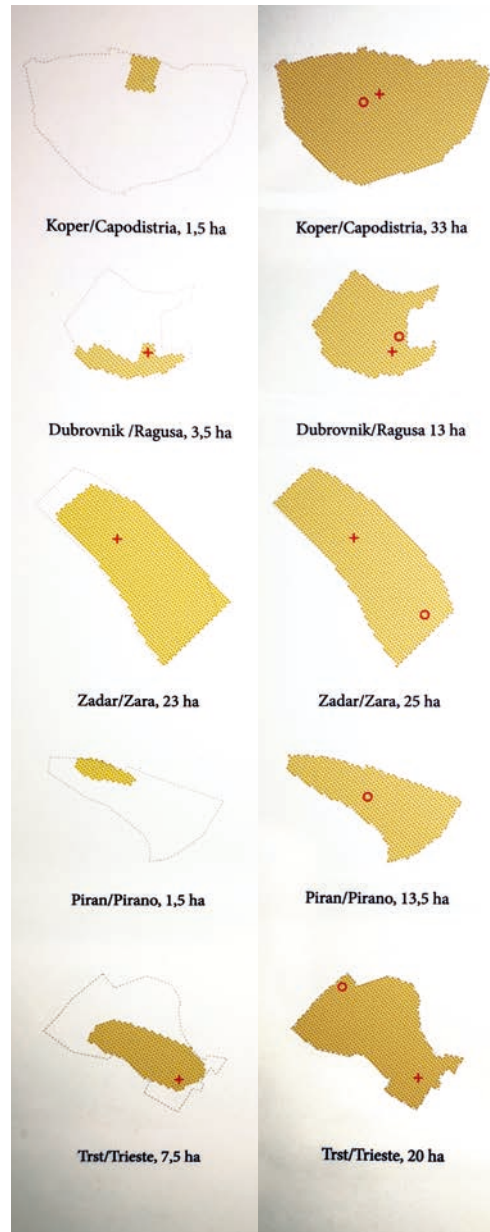 Koper/Capodistria, 1,5 ha
Koper/Capodistria, 33 ha
Dubrovnik /Ragusa, 3,5 ha
Dubrovnik/Ragusa 13 ha
Zadar/Zara, 23 ha
Zadar/Zara, 25 ha
Piran/Pirano, 1,5 ha
Piran/Pirano, 13,5 ha
Trst/Trieste, 7,5 ha
Trst/Trieste, 20 ha